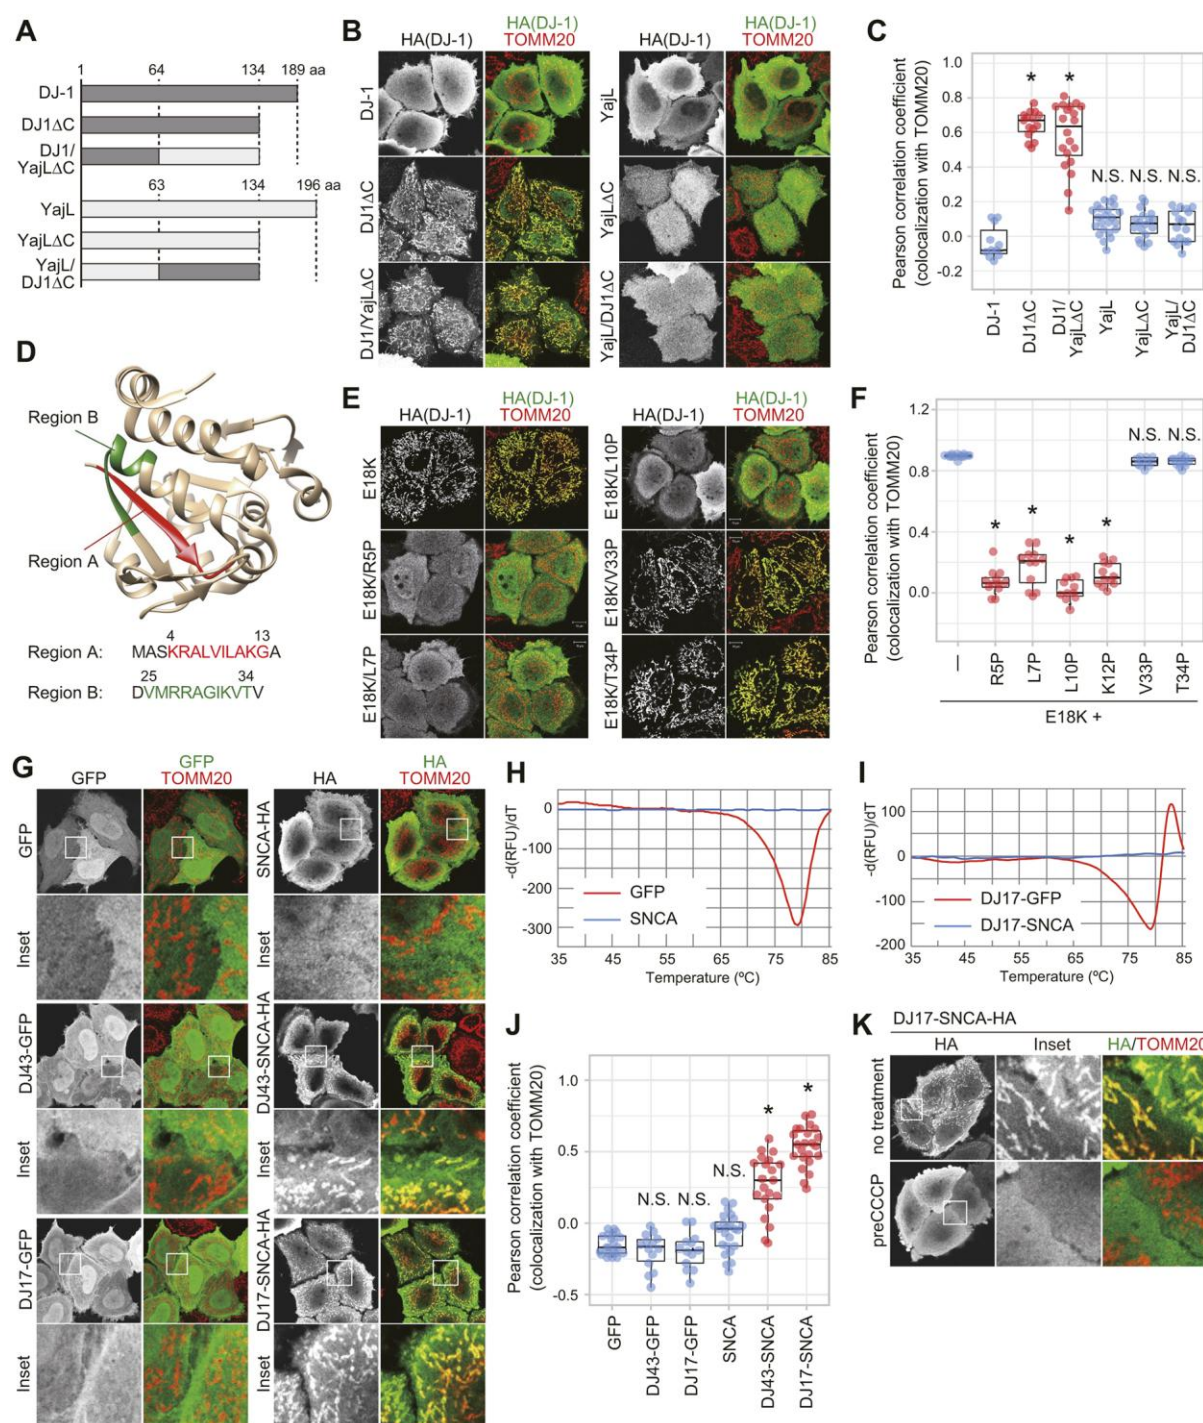 A
1 64 134 189 aa
DJ-1
DJ1ΔC
DJ1/
YajLΔC
63 134 196 aa
YajL
YajLΔC
YajL/
DJ1ΔC
B
HA(DJ-1)
HA(DJ-1)
TOMM20
HA(DJ-1)
HA(DJ-1)
TOMM20
DJ-1
DJ1ΔC
DJ1/YajLΔC
YajL
YajLΔC
YajL/DJ1ΔC
C
Pearson correlation coefficient
(colocalization with TOMM20)
1.0
0.8
0.6
0.4
0.2
0.0
-0.2
*
*
N.S.
N.S.
N.S.
DJ-1
DJ1ΔC
DJ1/
YajLΔC
YajL
YajLΔC
YajL/
DJ1ΔC
D
Region B
Region A
4 13
Region A: MASKRALVILAKGA
25 34
Region B: DVMRRAGIKVTV
E
HA(DJ-1)
HA(DJ-1)
TOMM20
HA(DJ-1)
HA(DJ-1)
TOMM20
E18K
E18K/R5P
E18K/L7P
E18K/L10P
E18K/V33P
E18K/T34P
F
Pearson correlation coefficient
(colocalization with TOMM20)
1.2
0.8
0.4
0.0
*
*
*
*
N.S.
N.S.
—
R5P
L7P
L10P
K12P
V33P
T34P
E18K +
G
GFP
GFP
TOMM20
HA
HA
TOMM20
GFP
Inset
DJ43-GFP
Inset
DJ17-GFP
Inset
SNCA-HA
Inset
DJ43-SNCA-HA
Inset
DJ17-SNCA-HA
Inset
H
-d(RFU)/dT
0
-100
-200
-300
GFP
SNCA
35 45 55 65 75 85
Temperature (ºC)
I
-d(RFU)/dT
100
0
-100
-200
DJ17-GFP
DJ17-SNCA
35 45 55 65 75 85
Temperature (ºC)
J
Pearson correlation coefficient
(colocalization with TOMM20)
1.0
0.5
0.0
-0.5
N.S.
N.S.
N.S.
*
*
GFP
DJ43-GFP
DJ17-GFP
SNCA
DJ43-SNCA
DJ17-SNCA
K
DJ17-SNCA-HA
HA
Inset
HA/TOMM20
no treatment
preCCCP